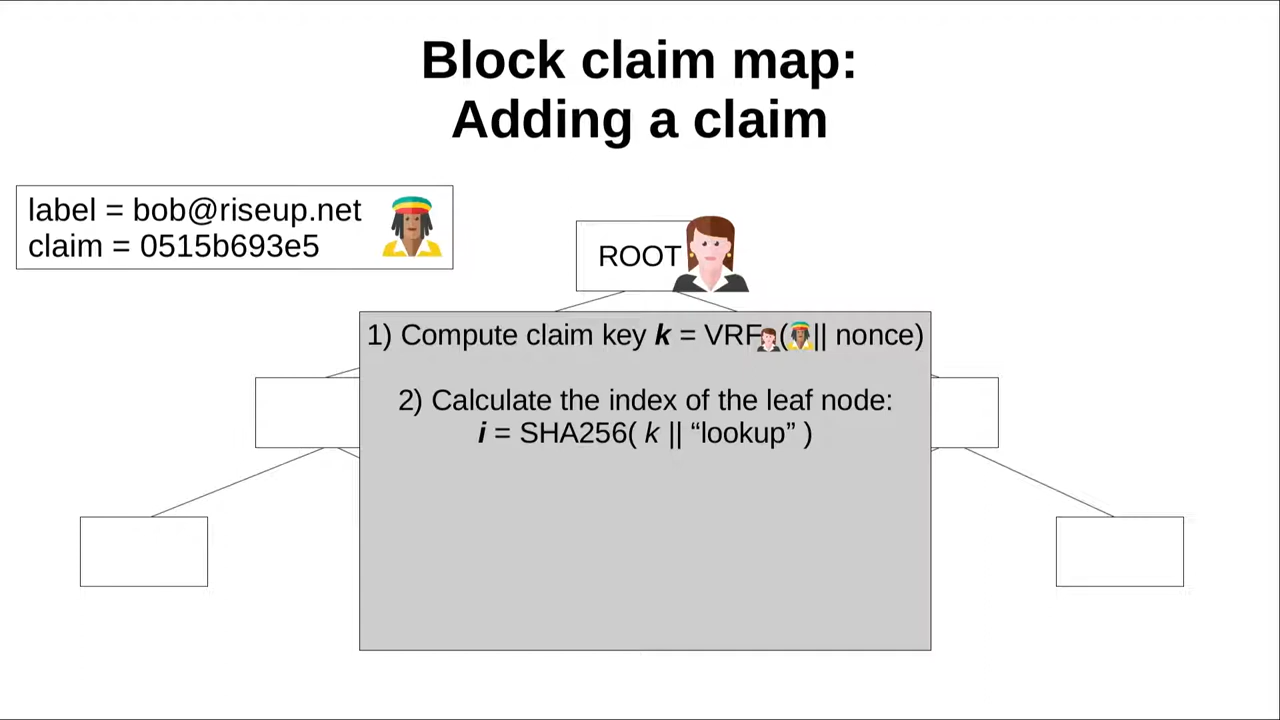 Block claim map:
Adding a claim
label = bob@riseup.net
claim = 0515b693e5
ROOT
1) Compute claim key k = VRF (|| nonce)
2) Calculate the index of the leaf node:
i = SHA256( k || “lookup” )